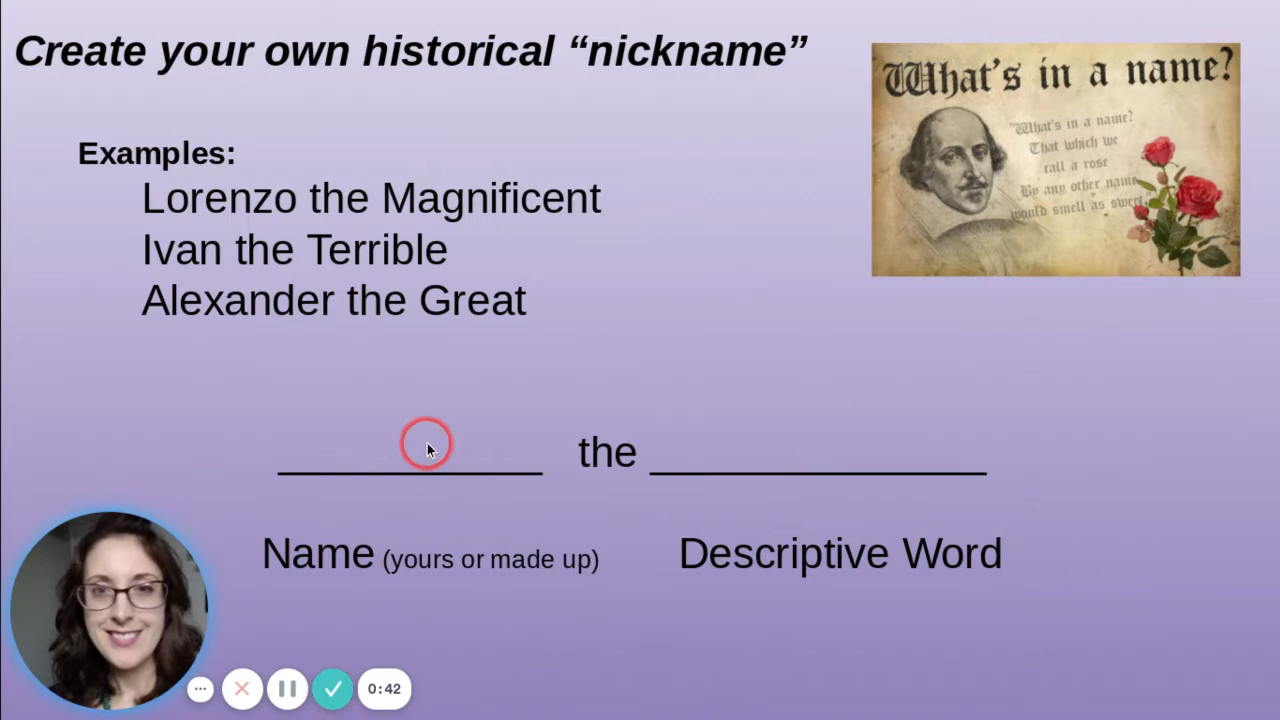 Create your own historical “nickname”
What's in a name?
"What's in a name?
That which we
call a rose
By any other name
would smell as sweet."
Examples:
Lorenzo the Magnificent
Ivan the Terrible
Alexander the Great
____________ the _______________
Name (yours or made up) Descriptive Word
0:42